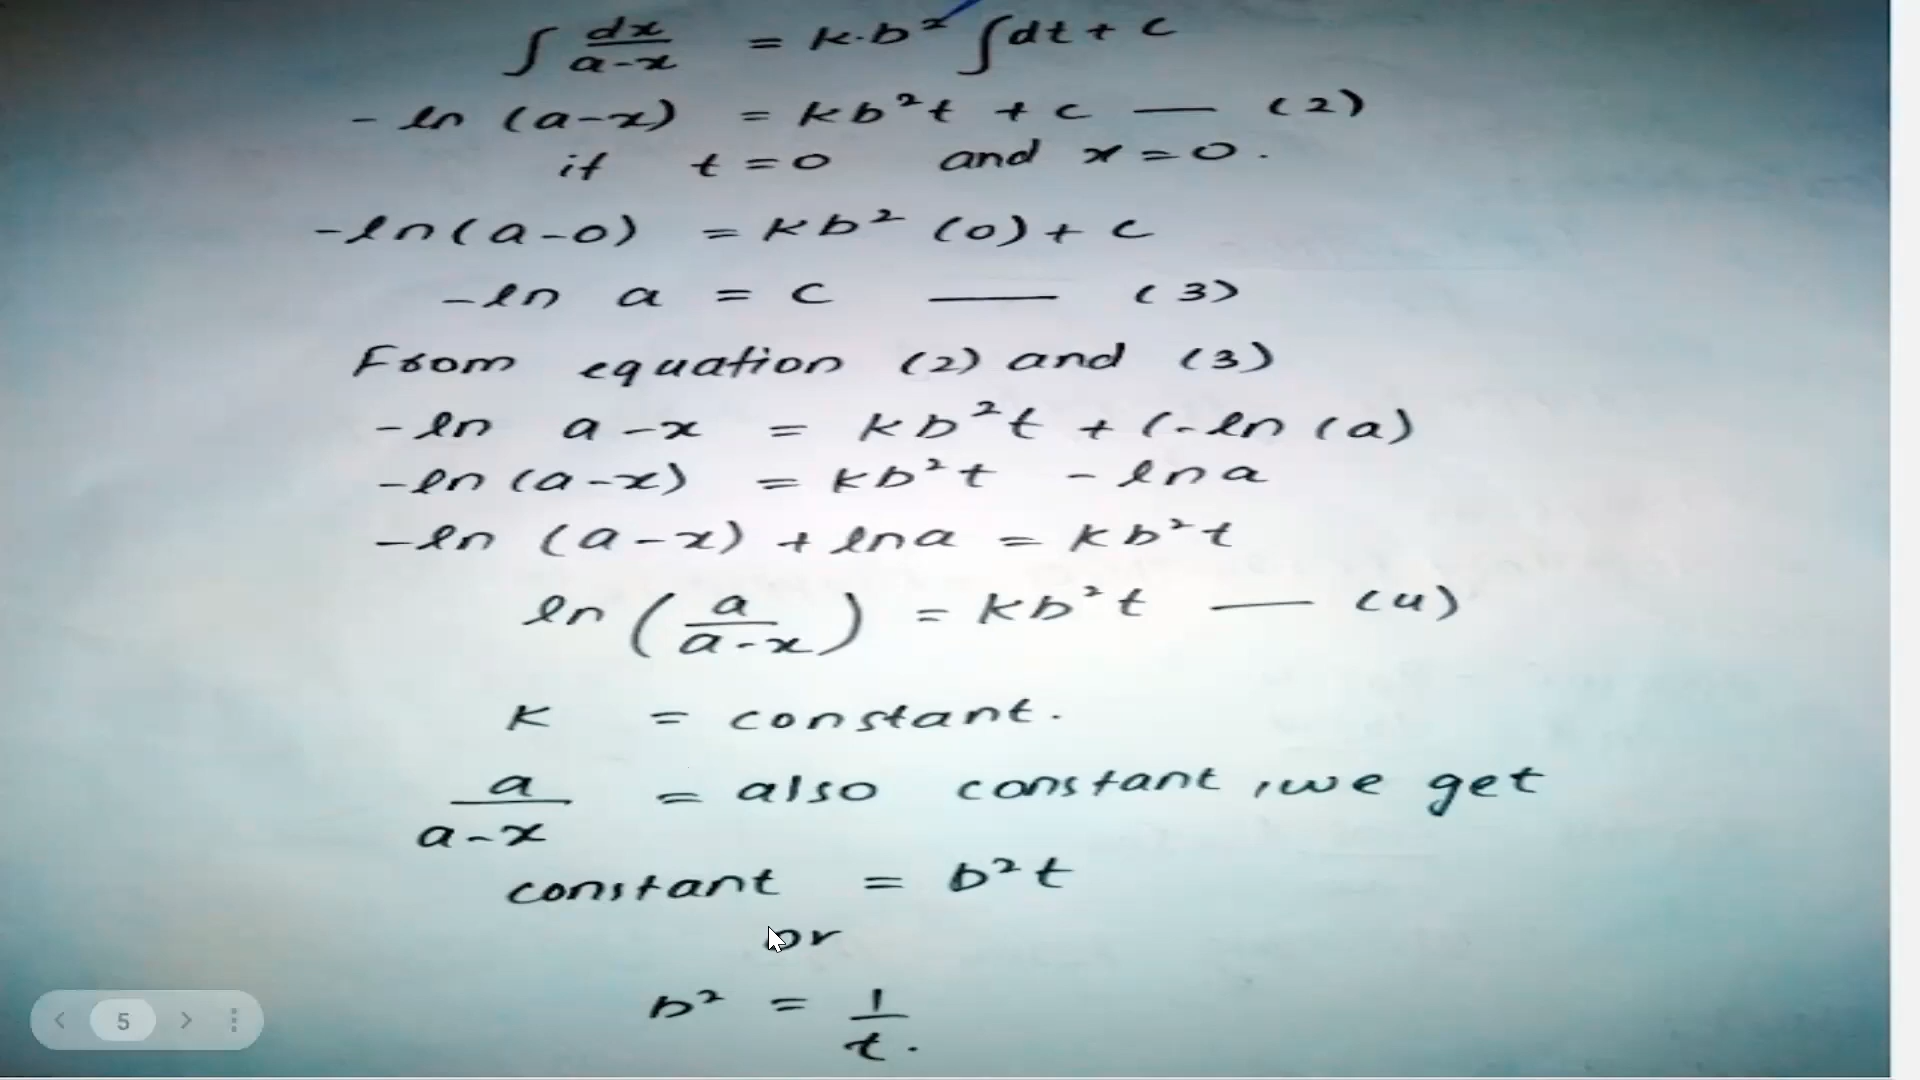 ∫ dx/(a-x) = k·b² ∫dt + c
- ln (a-x) = kb²t + c — (2)
if t = 0 and x = 0.
-ln(a-0) = kb² (0) + c
-ln a = c — (3)
From equation (2) and (3)
-ln a-x = kb²t + (-ln (a)
-ln (a-x) = kb²t - ln a
-ln (a-x) + ln a = kb²t
ln (a/(a-x)) = kb²t — (4)
K = constant.
a/(a-x) = also constant, we get
constant = b²t
or
b² = 1/t.
5